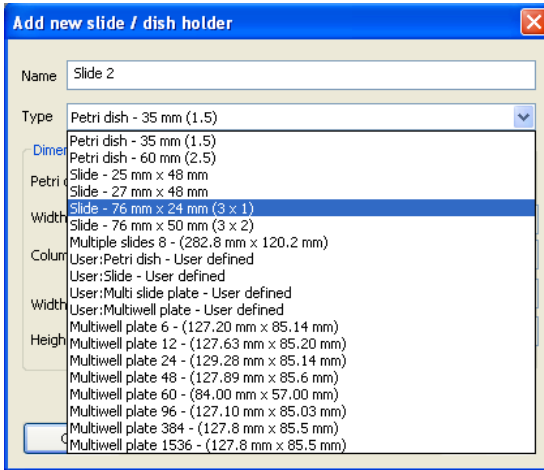 Add new slide / dish holder
Name Slide 2
Type Petri dish - 35 mm (1.5)
Petri dish - 35 mm (1.5)
Petri dish - 60 mm (2.5)
Slide - 25 mm x 48 mm
Slide - 27 mm x 48 mm
Slide - 76 mm x 24 mm (3 x 1)
Slide - 76 mm x 50 mm (3 x 2)
Multiple slides 8 - (282.8 mm x 120.2 mm)
User:Petri dish - User defined
User:Slide - User defined
User:Multi slide plate - User defined
User:Multiwell plate - User defined
Multiwell plate 6 - (127.20 mm x 85.14 mm)
Multiwell plate 12 - (127.63 mm x 85.20 mm)
Multiwell plate 24 - (129.28 mm x 85.14 mm)
Multiwell plate 48 - (127.89 mm x 85.6 mm)
Multiwell plate 60 - (84.00 mm x 57.00 mm)
Multiwell plate 96 - (127.10 mm x 85.03 mm)
Multiwell plate 384 - (127.8 mm x 85.5 mm)
Multiwell plate 1536 - (127.8 mm x 85.5 mm)
Dimen
Petri
Width
Colum
Width
Heigh